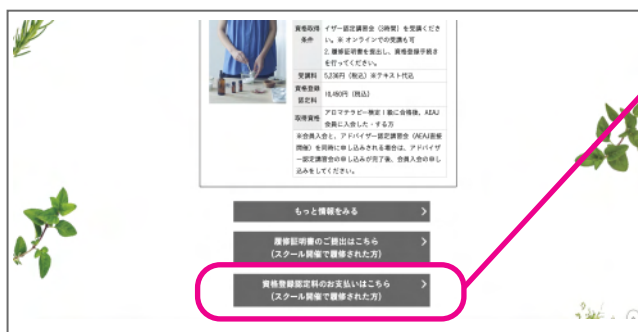 資格取得
条件
イザー認定講習会（3時間）を受講くださ
い。※ オンラインでの受講も可
2. 履修証明書を提出し、資格登録手続き
を行ってください。
受講料 5,236円（税込）※テキスト代込
資格登録
認定料
10,450円（税込）
取得資格
アロマテラピー検定1級に合格後、AEAJ
会員に入会した・する方
※会員入会と、アドバイザー認定講習会（AEAJ直接
開催）を同時に申し込みされる場合は、アドバイザ
ー認定講習会の申し込みが完了後、会員入会の申し
込みをしてください。
もっと情報をみる
履修証明書のご提出はこちら
(スクール開催で履修された方)
資格登録認定料のお支払いはこちら
(スクール開催で履修された方)